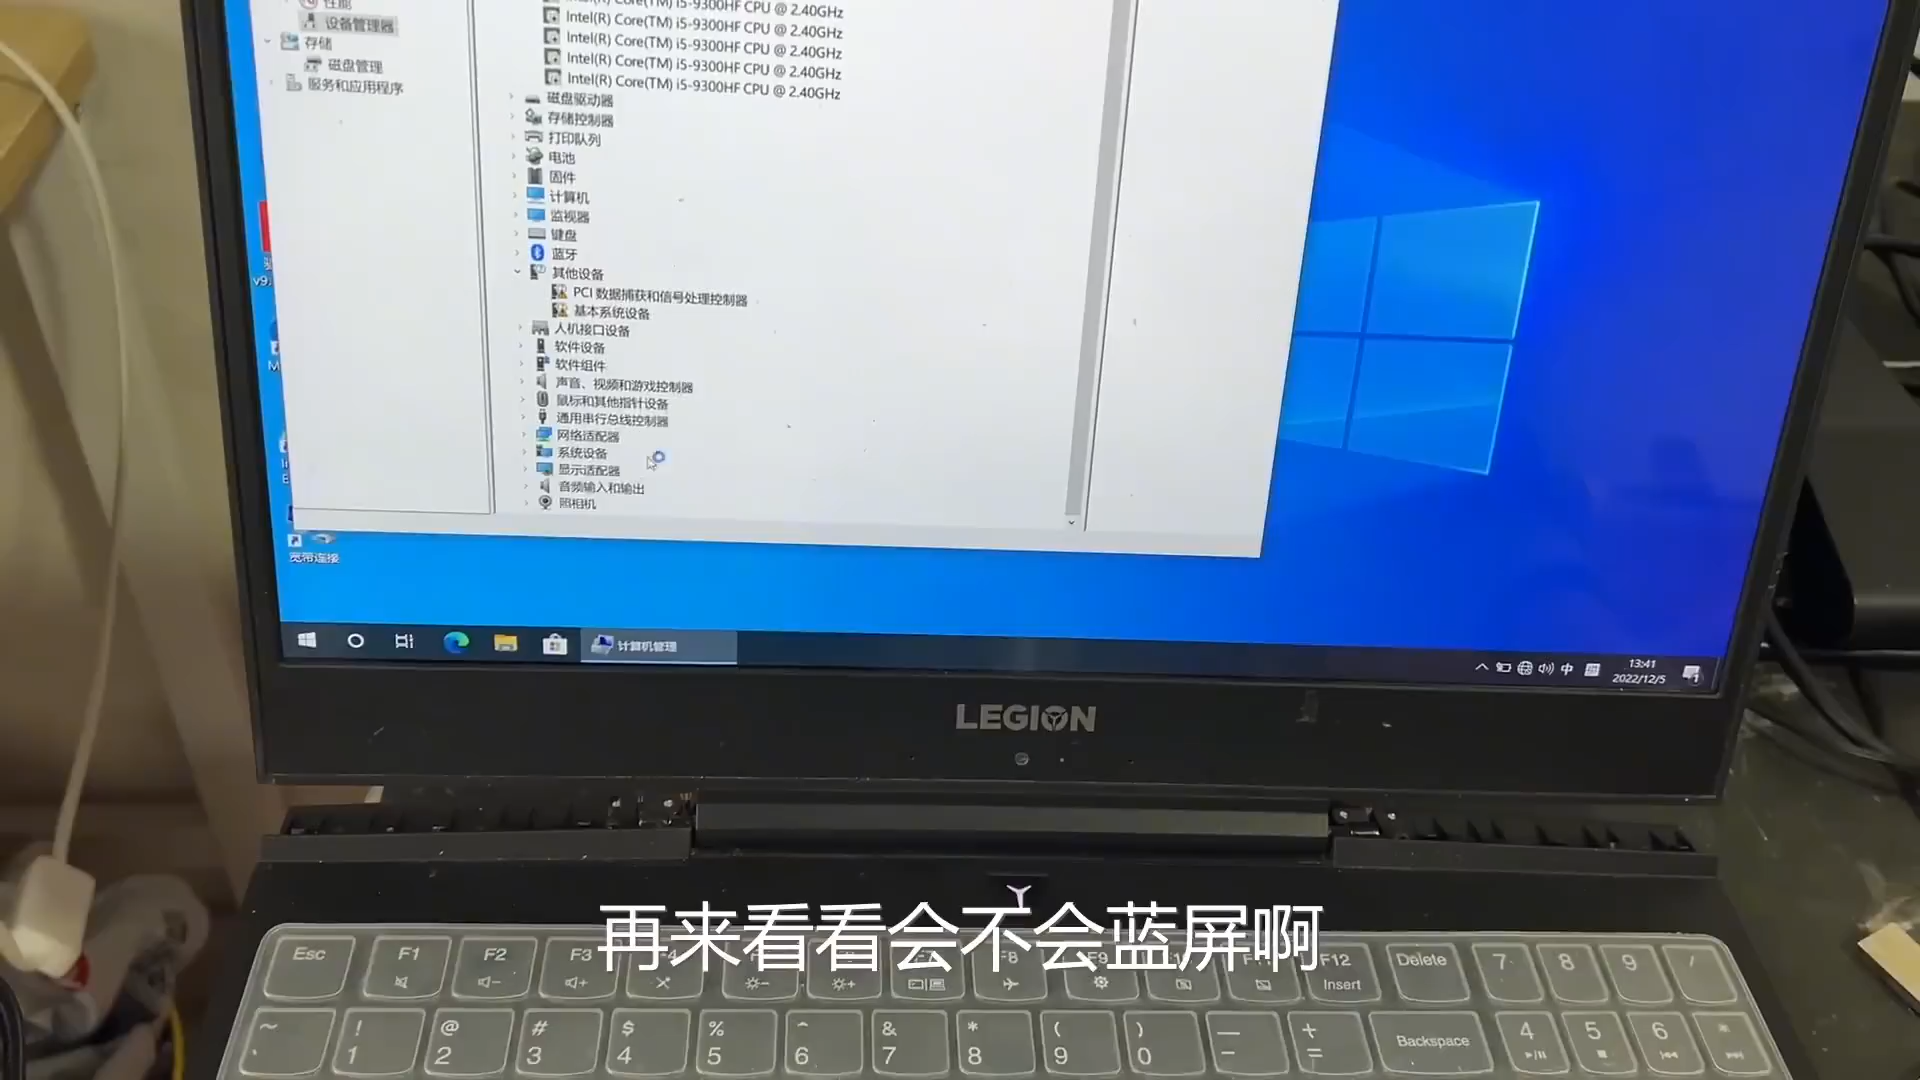 性能
设备管理器
存储
磁盘管理
服务和应用程序
Intel(R) Core(TM) i5-9300HF CPU @ 2.40GHz
Intel(R) Core(TM) i5-9300HF CPU @ 2.40GHz
Intel(R) Core(TM) i5-9300HF CPU @ 2.40GHz
Intel(R) Core(TM) i5-9300HF CPU @ 2.40GHz
Intel(R) Core(TM) i5-9300HF CPU @ 2.40GHz
磁盘驱动器
存储控制器
打印队列
电池
固件
计算机
监视器
键盘
蓝牙
其他设备
PCI 数据捕获和信号处理控制器
基本系统设备
人机接口设备
软件设备
软件组件
声音、视频和游戏控制器
鼠标和其他指针设备
通用串行总线控制器
网络适配器
系统设备
显示适配器
音频输入和输出
照相机
v9.
宽带连接
计算机管理
中
13:41
2022/12/5
LEGION
再来看看会不会蓝屏啊
Esc F1 F2 F3 F8 F9 F12 Delete 7 8 9 /
Insert
~ ! @ # $ % ^ & * ( ) — + Backspace 4 5 6 *
` 1 2 3 4 5 6 7 8 9 0 - =